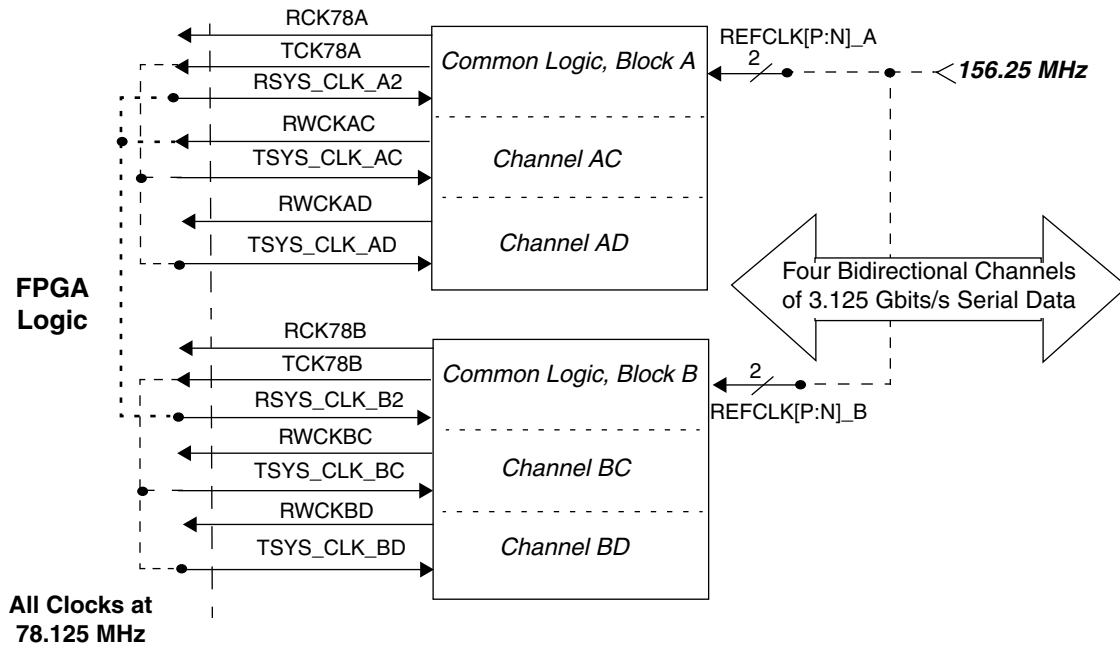 RCK78A
TCK78A
RSYS_CLK_A2
RWCKAC
TSYS_CLK_AC
RWCKAD
TSYS_CLK_AD
Common Logic, Block A
Channel AC
Channel AD
REFCLK[P:N]_A
2
156.25 MHz
Four Bidirectional Channels
of 3.125 Gbits/s Serial Data
FPGA
Logic
RCK78B
TCK78B
RSYS_CLK_B2
RWCKBC
TSYS_CLK_BC
RWCKBD
TSYS_CLK_BD
Common Logic, Block B
Channel BC
Channel BD
2
REFCLK[P:N]_B
All Clocks at
78.125 MHz